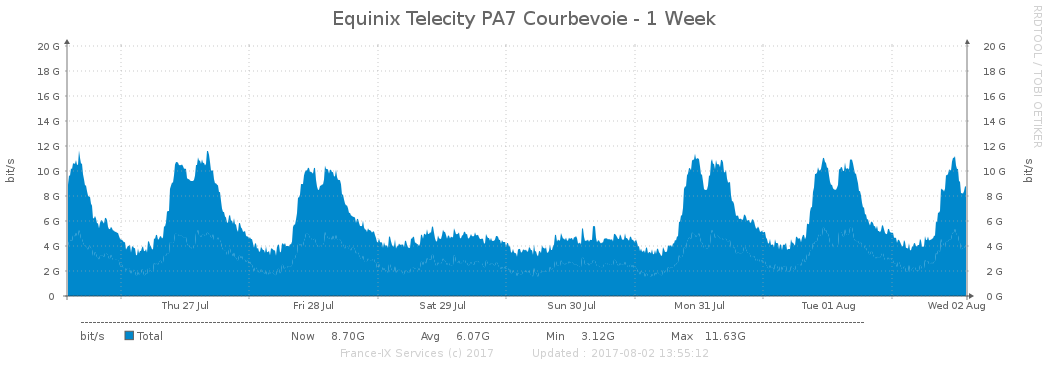 Equinix Telecity PA7 Courbevoie - 1 Week
RRDTOOL / TOBI OETIKER
20 G 20 G
18 G 18 G
16 G 16 G
14 G 14 G
12 G 12 G
10 G 10 G
8 G 8 G
6 G 6 G
4 G 4 G
2 G 2 G
0 0 G
bit/s bit/s
Thu 27 Jul Fri 28 Jul Sat 29 Jul Sun 30 Jul Mon 31 Jul Tue 01 Aug Wed 02 Aug
bit/s Total Now 8.70G Avg 6.07G Min 3.12G Max 11.63G
France-IX Services (c) 2017 Updated : 2017-08-02 13:55:12